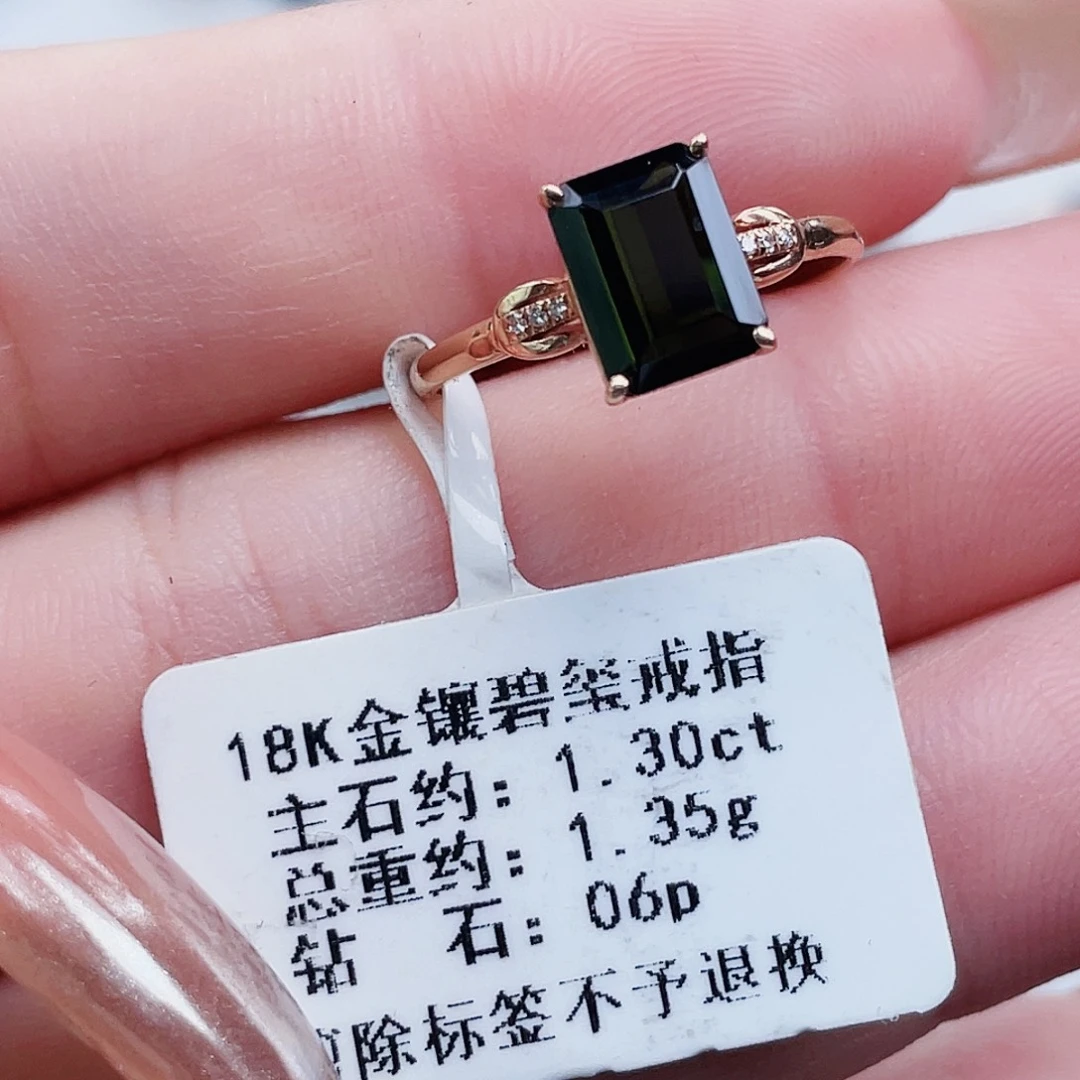 18K金镶碧玺戒指
主石约：1.30ct
总重约：1.35g
钻 石：06p
除标签不予退换